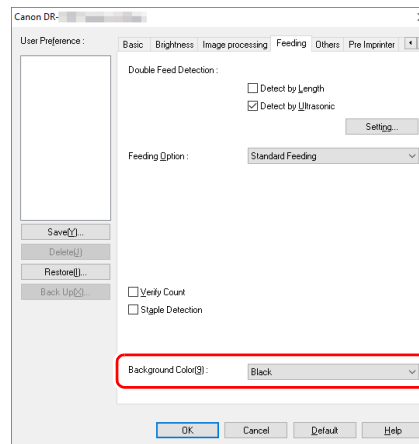 Canon DR-
User Preference :
Basic Brightness Image processing Feeding Others Pre Imprinter
Double Feed Detection :
Detect by Length
Detect by Ultrasonic
Setting...
Feeding Option : Standard Feeding
Save(Y)...
Delete(J)
Restore(I)...
Back Up(X)...
Verify Count
Staple Detection
Background Color(9) : Black
OK Cancel Default Help